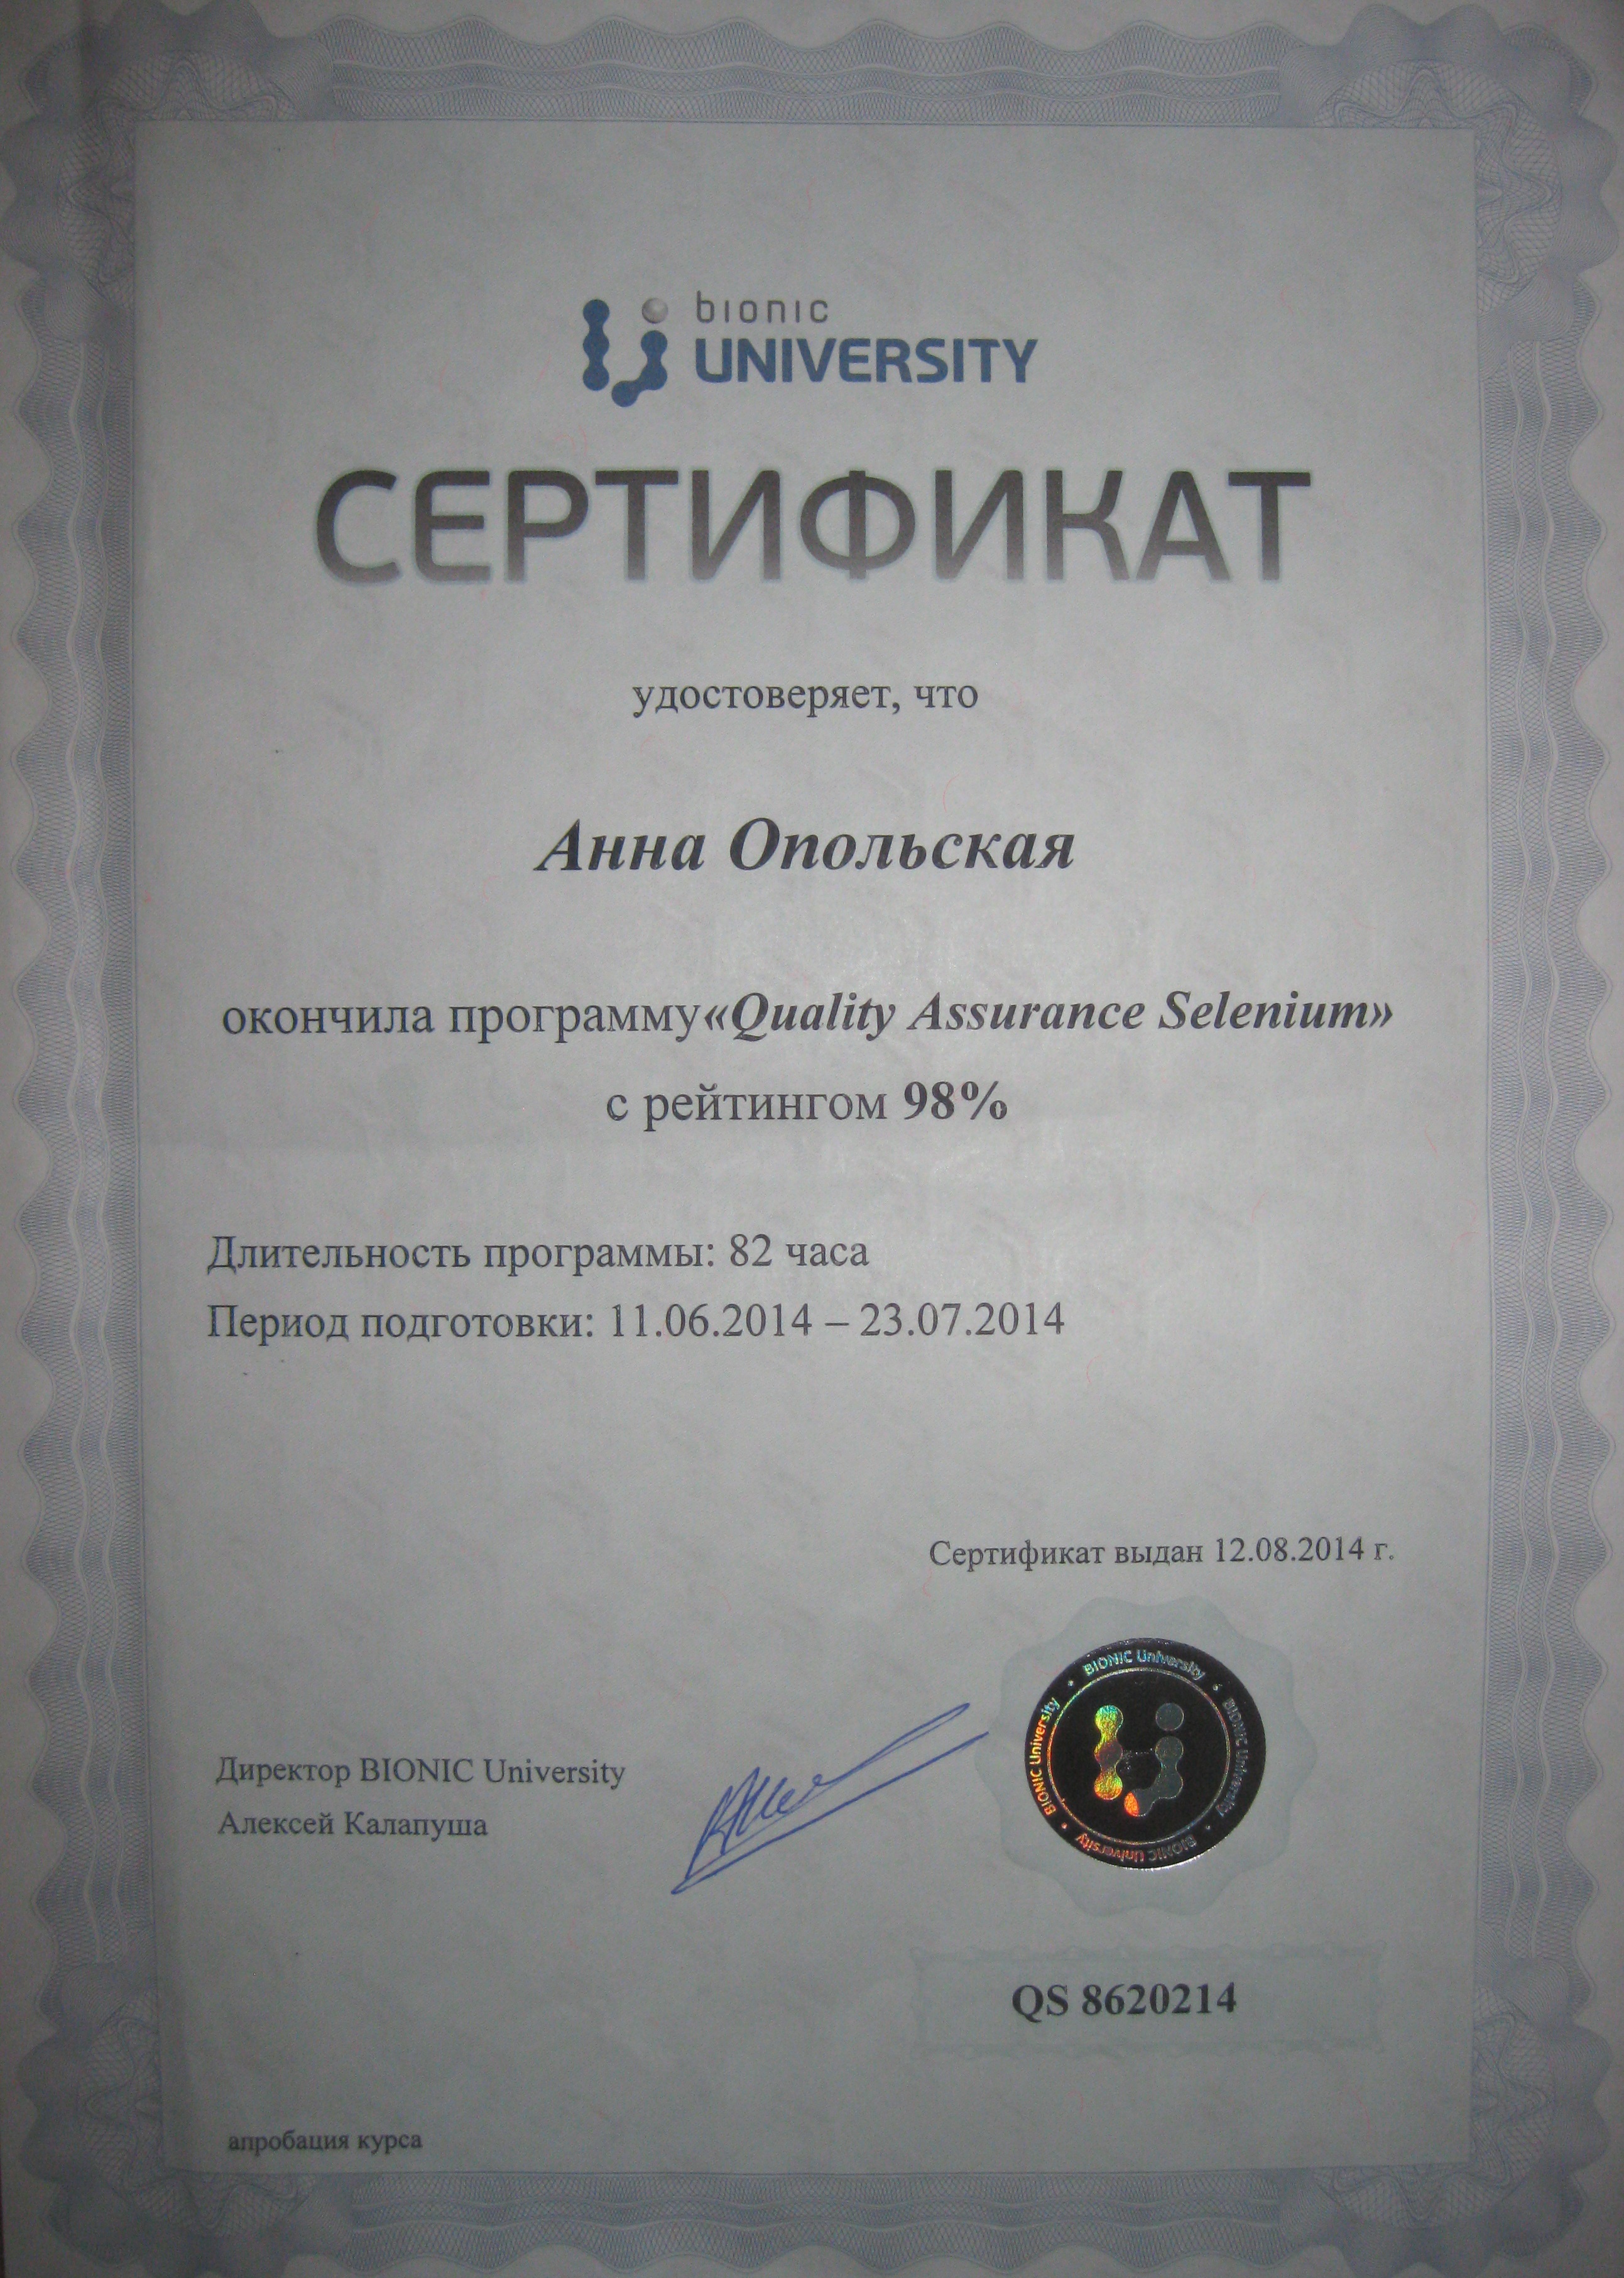 bionic
UNIVERSITY
СЕРТИФИКАТ
удостоверяет, что
Анна Опольская
окончила программу«Quality Assurance Selenium»
с рейтингом 98%
Длительность программы: 82 часа
Период подготовки: 11.06.2014 – 23.07.2014
Сертификат выдан 12.08.2014 г.
BIONIC University • BIONIC University • BIONIC University • BIONIC University •
Директор BIONIC University
Алексей Калапуша
QS 8620214
апробация курса